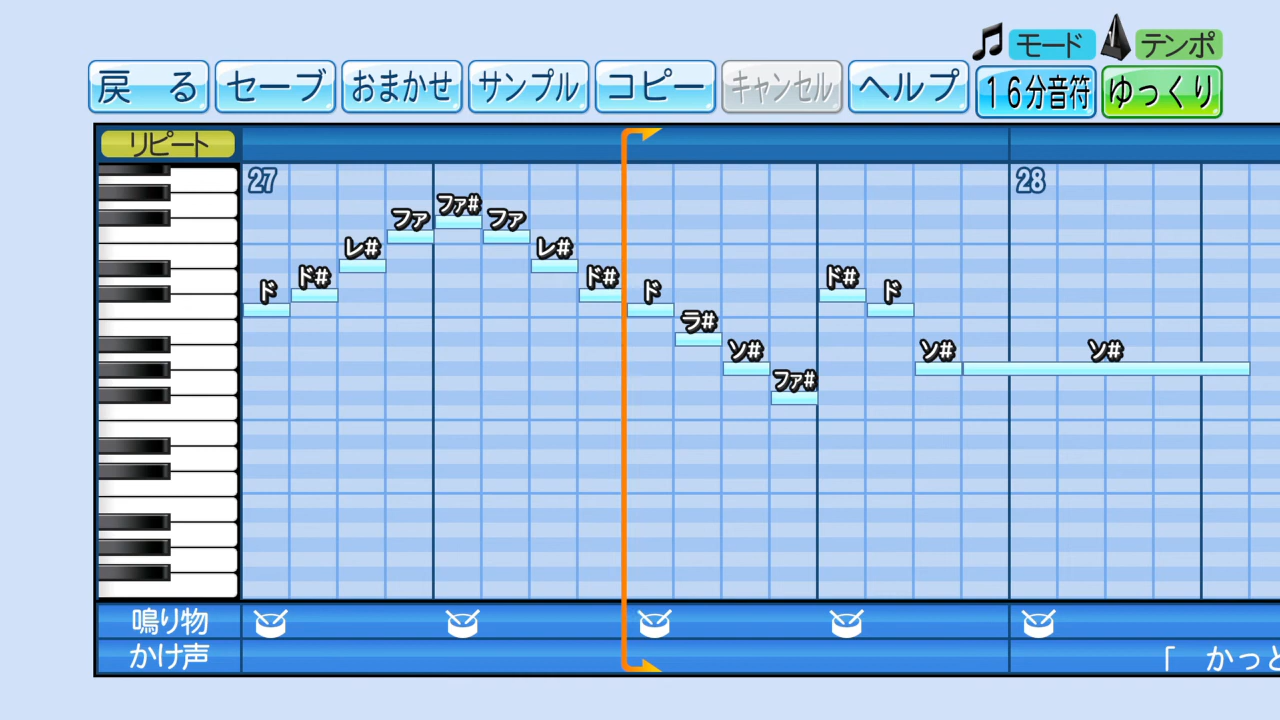 モード テンポ
戻 る セーブ おまかせ サンプル コピー キャンセル ヘルプ 16分音符 ゆっくり
リピート
27 28
ファ#
ファ ファ
レ# レ#
ド# ド# ド#
ド ド ド
ラ#
ソ# ソ# ソ#
ファ#
鳴り物
かけ声 「 かっと